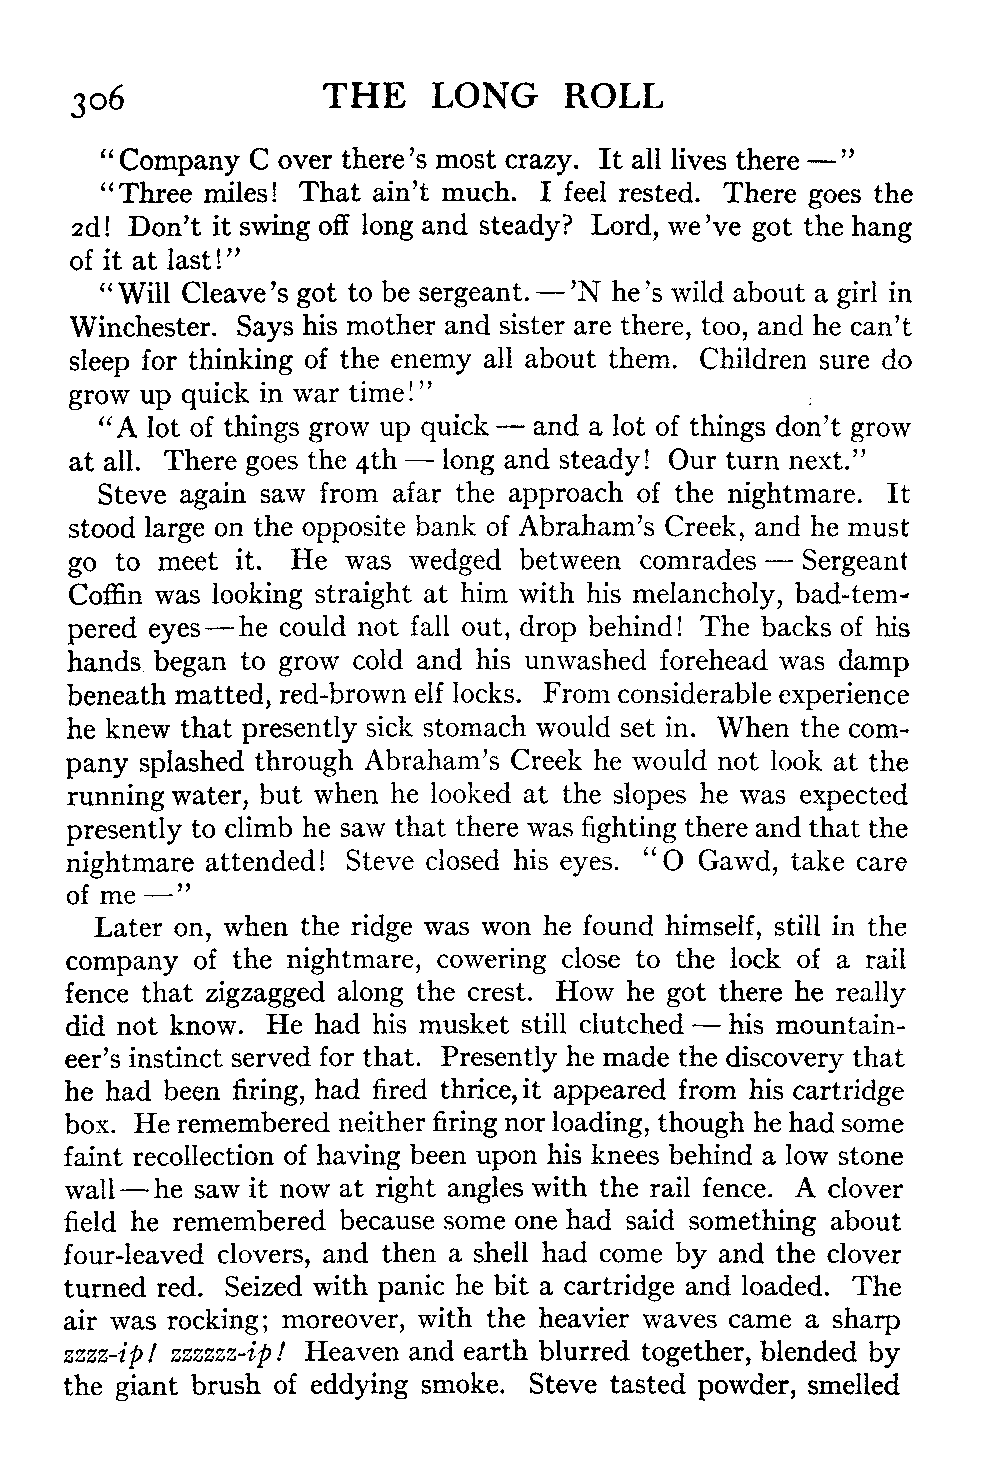 306 THE LONG ROLL
“Company C over there’s most crazy. It all lives there —”
“Three miles! That ain’t much. I feel rested. There goes the
2d! Don’t it swing off long and steady? Lord, we’ve got the hang
of it at last!”
“Will Cleave’s got to be sergeant. — ’N he’s wild about a girl in
Winchester. Says his mother and sister are there, too, and he can’t
sleep for thinking of the enemy all about them. Children sure do
grow up quick in war time!”
“A lot of things grow up quick — and a lot of things don’t grow
at all. There goes the 4th — long and steady! Our turn next.”
Steve again saw from afar the approach of the nightmare. It
stood large on the opposite bank of Abraham’s Creek, and he must
go to meet it. He was wedged between comrades — Sergeant
Coffin was looking straight at him with his melancholy, bad-tem-
pered eyes — he could not fall out, drop behind! The backs of his
hands began to grow cold and his unwashed forehead was damp
beneath matted, red-brown elf locks. From considerable experience
he knew that presently sick stomach would set in. When the com-
pany splashed through Abraham’s Creek he would not look at the
running water, but when he looked at the slopes he was expected
presently to climb he saw that there was fighting there and that the
nightmare attended! Steve closed his eyes. “O Gawd, take care
of me —”
Later on, when the ridge was won he found himself, still in the
company of the nightmare, cowering close to the lock of a rail
fence that zigzagged along the crest. How he got there he really
did not know. He had his musket still clutched — his mountain-
eer’s instinct served for that. Presently he made the discovery that
he had been firing, had fired thrice, it appeared from his cartridge
box. He remembered neither firing nor loading, though he had some
faint recollection of having been upon his knees behind a low stone
wall — he saw it now at right angles with the rail fence. A clover
field he remembered because some one had said something about
four-leaved clovers, and then a shell had come by and the clover
turned red. Seized with panic he bit a cartridge and loaded. The
air was rocking; moreover, with the heavier waves came a sharp
zzzz-ip! zzzzzz-ip! Heaven and earth blurred together, blended by
the giant brush of eddying smoke. Steve tasted powder, smelled